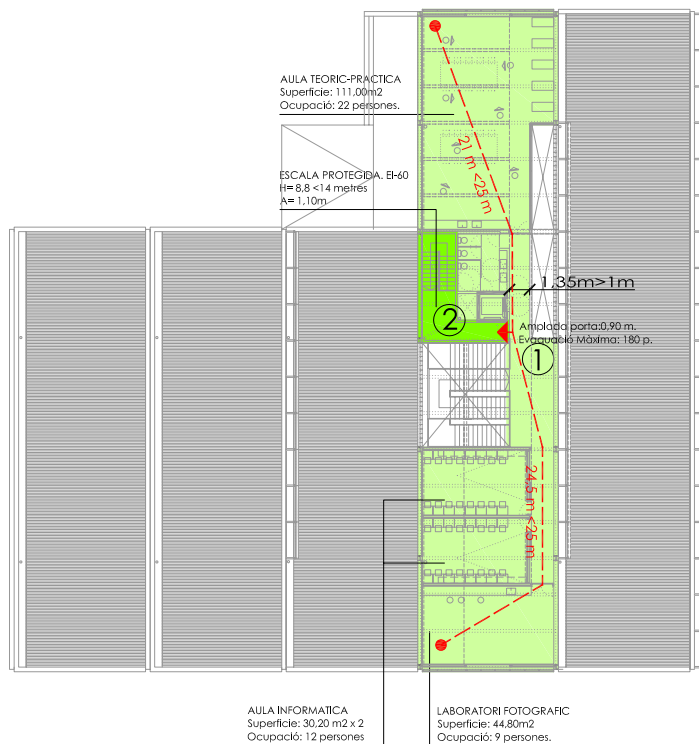 AULA TEORIC-PRACTICA
Superficie: 111,00m2
Ocupació: 22 persones.
21 m <25 m
ESCALA PROTEGIDA. EI-60
H= 8,8 <14 metres
A= 1,10m
1.35m>1m
2
Amplada porta:0,90 m.
Evaquació Màxima: 180 p.
1
24,5 m <25 m
AULA INFORMATICA
Superficie: 30,20 m2 x 2
Ocupació: 12 persones
LABORATORI FOTOGRAFIC
Superficie: 44,80m2
Ocupació: 9 persones.